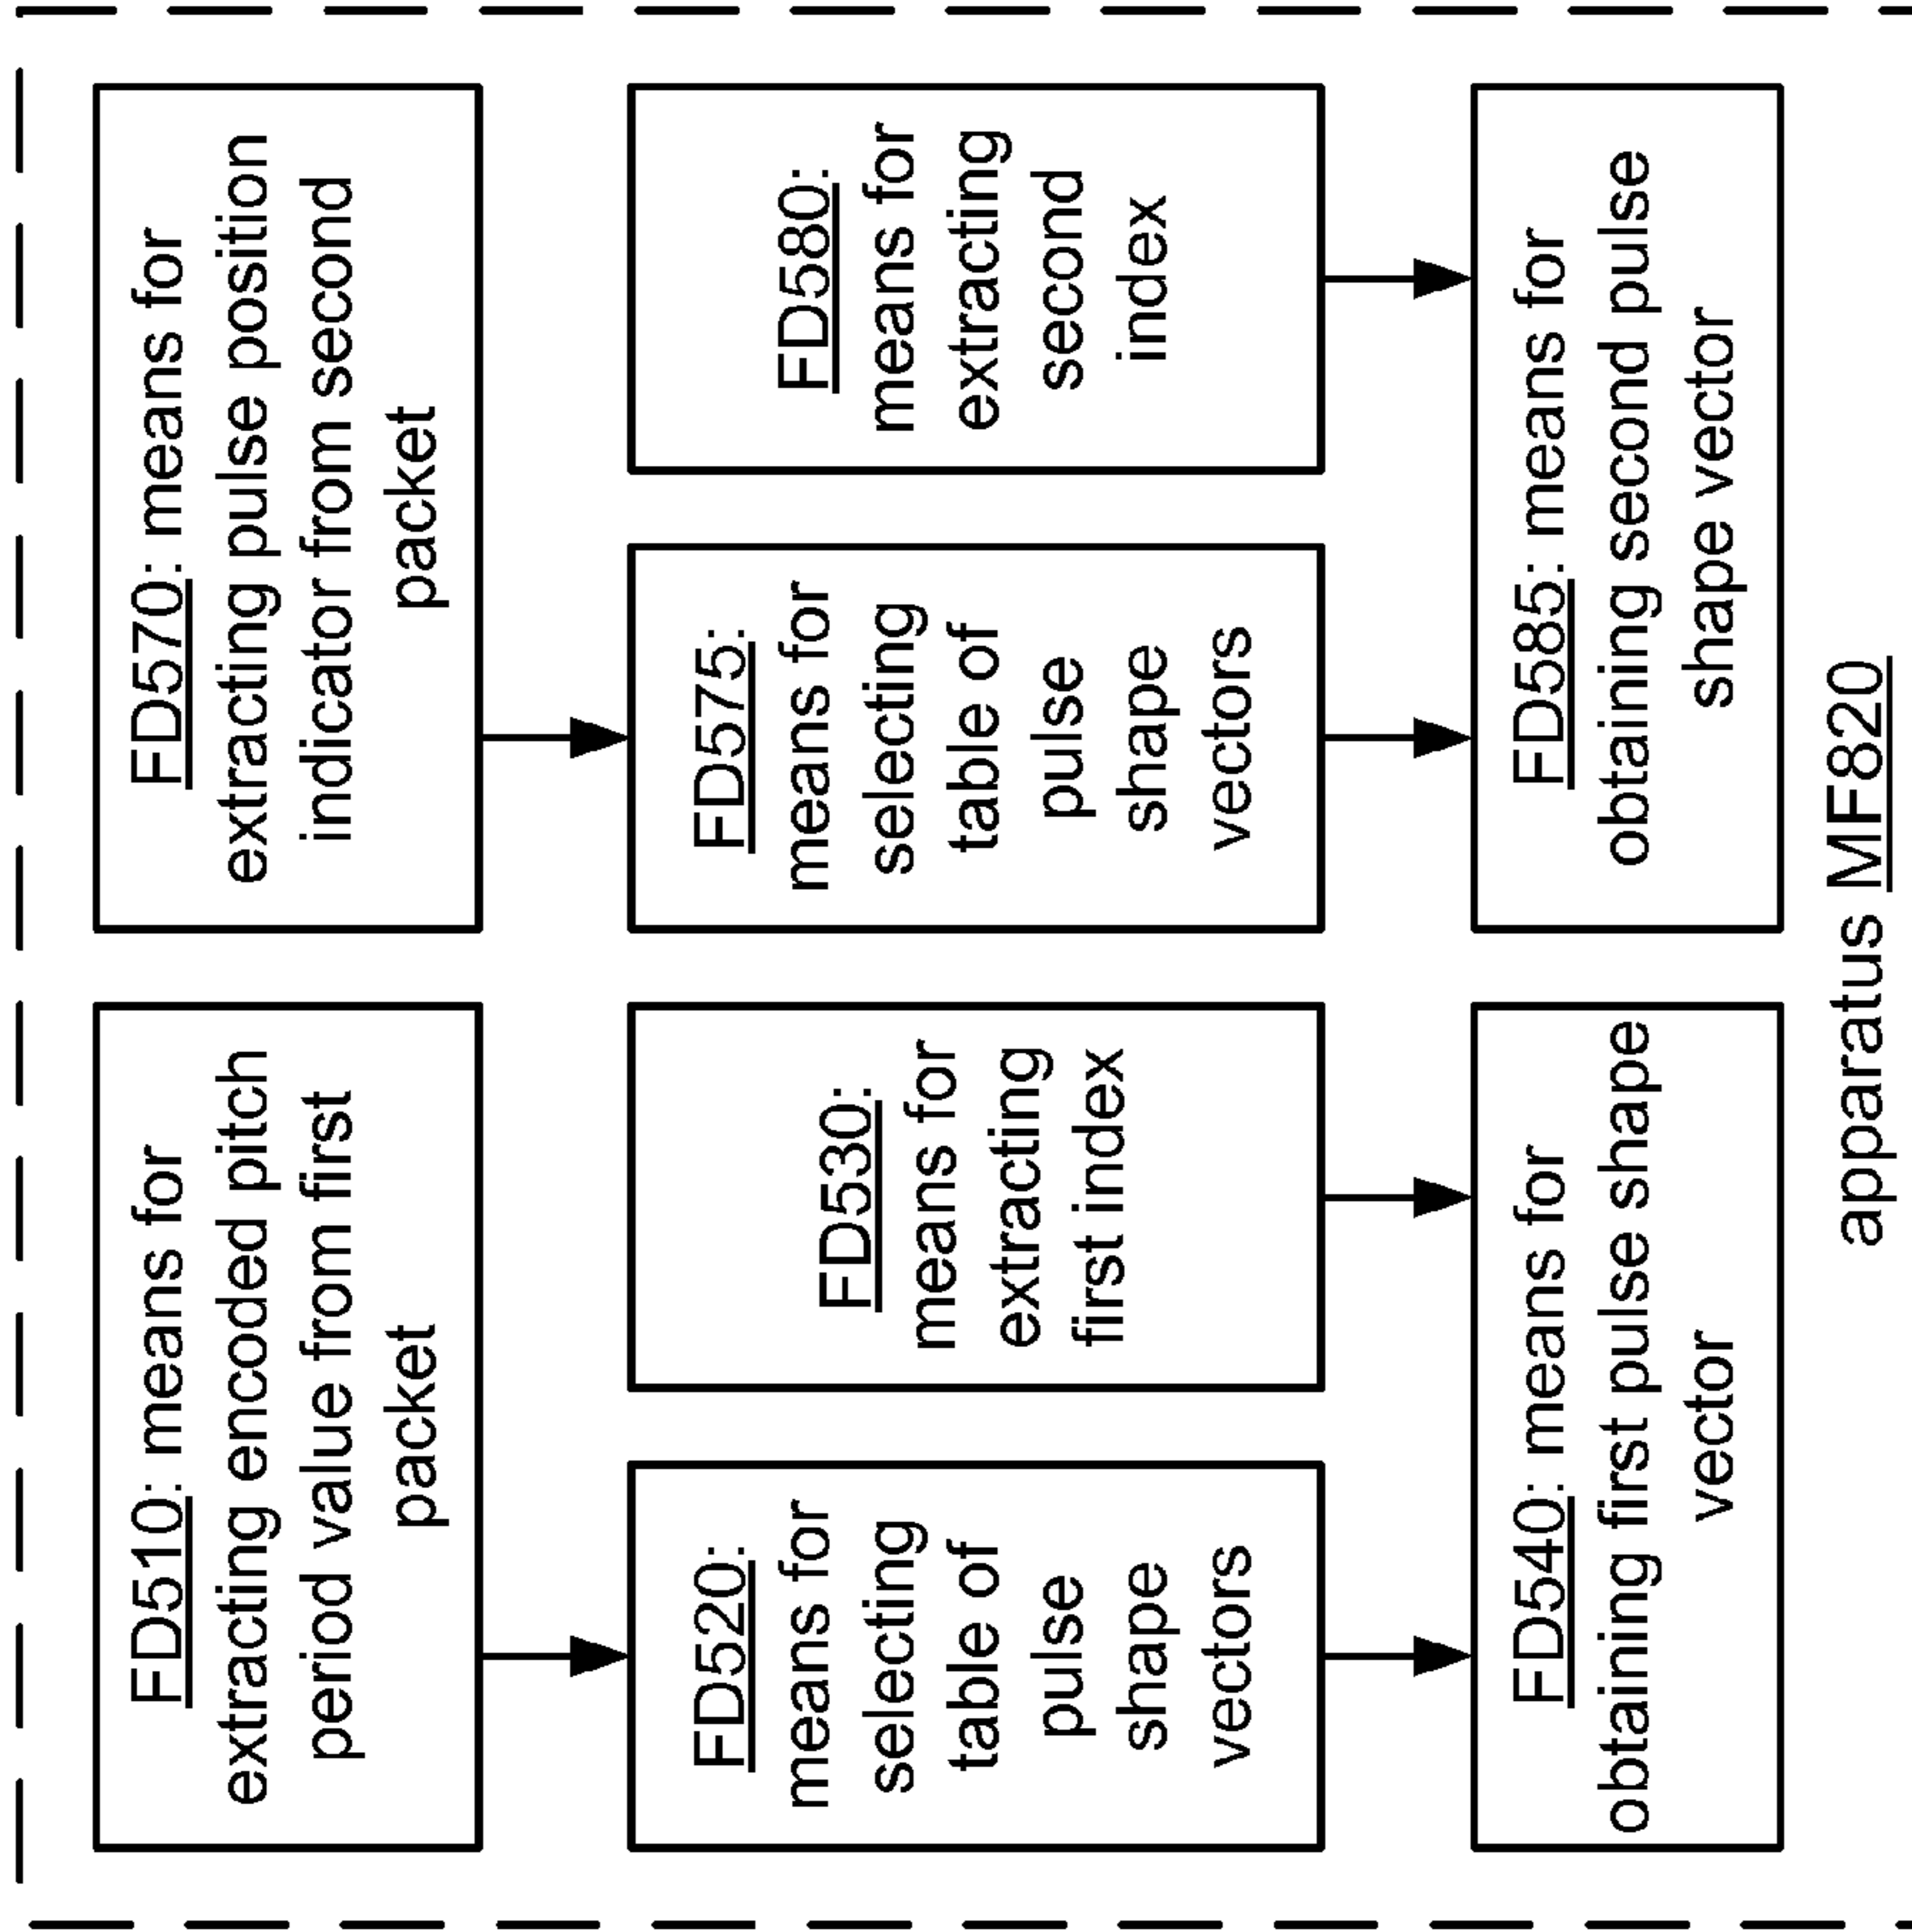 FD510: means for
extracting encoded pitch
period value from first
packet
FD520:
means for
selecting
table of
pulse
shape
vectors
FD530:
means for
extracting
first index
FD540: means for
obtaining first pulse shape
vector
FD570: means for
extracting pulse position
indicator from second
packet
FD575:
means for
selecting
table of
pulse
shape
vectors
FD580:
means for
extracting
second
index
FD585: means for
obtaining second pulse
shape vector
apparatus MF820